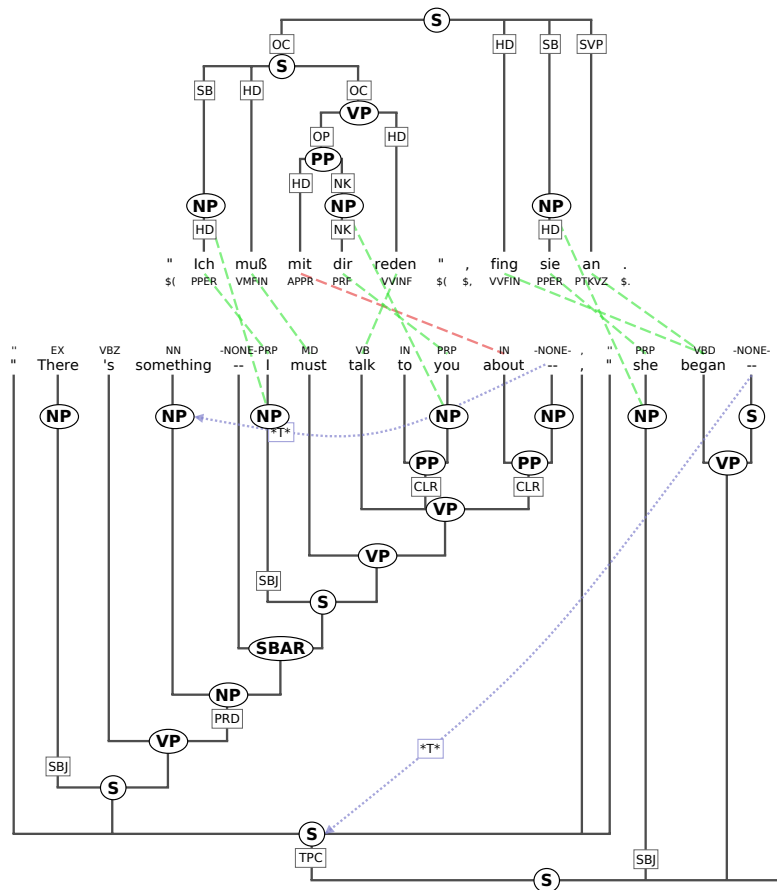 S
OC HD SB SVP
S
SB HD OC
VP
OP HD
PP
HD NK
NP NP NP
HD NK HD
" Ich muß mit dir reden " , fing sie an .
$( PPER VMFIN APPR PRF VVINF $( $, VVFIN PPER PTKVZ $.
'' EX VBZ NN -NONE- PRP MD VB IN PRP IN -NONE- , '' PRP VBD -NONE-
" There 's something -- I must talk to you about -- , " she began --
NP NP NP NP NP NP S
*T*
PP PP VP
CLR CLR
VP
VP
SBJ
S
SBAR
NP
PRD
VP
*T*
SBJ
S
S
TPC SBJ
S